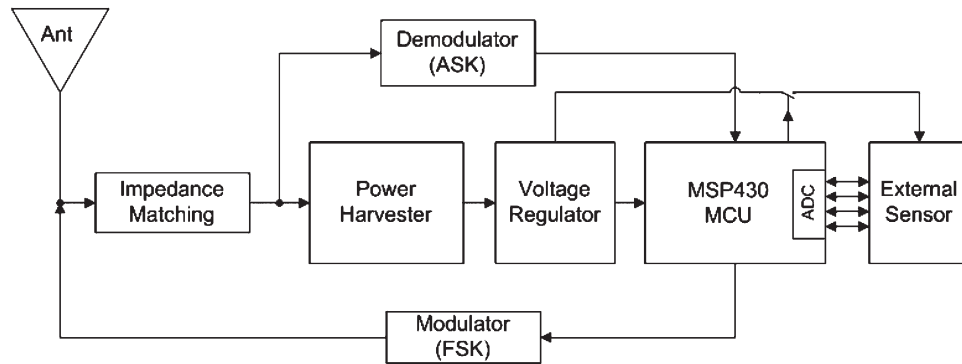 Ant
Demodulator
(ASK)
Impedance
Matching
Power
Harvester
Voltage
Regulator
MSP430
MCU
ADC
External
Sensor
Modulator
(FSK)